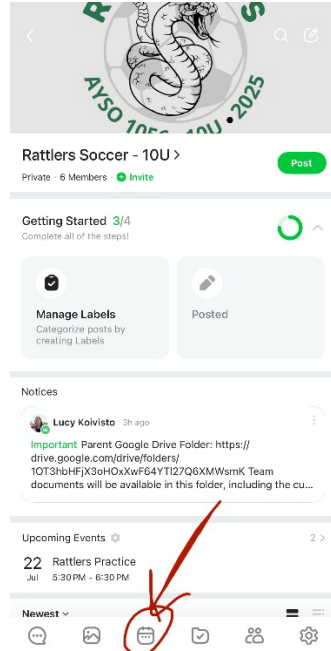 RATTLERS
AYSO 1056 10U • 2025
Rattlers Soccer - 10U >
Private · 6 Members · Invite
Post
Getting Started 3/4
Complete all of the steps!
Manage Labels
Categorize posts by
creating Labels
Posted
Notices
Lucy Koivisto · 3h ago
Important Parent Google Drive Folder: https://
drive.google.com/drive/folders/
1OT3hbHFjX3oHOxXwF64YTI27Q6XMWsmK Team
documents will be available in this folder, including the cu...
Upcoming Events
2 >
22 Rattlers Practice
Jul 5:30 PM - 6:30 PM
Newest